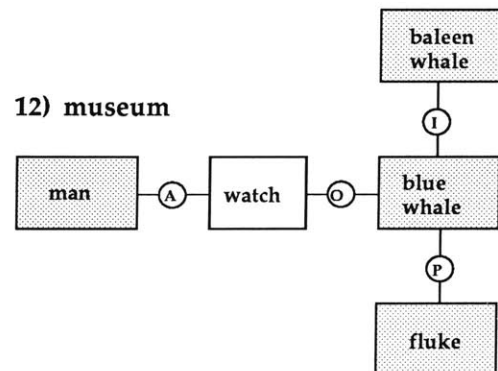 baleen
whale
12) museum
I
man
A
watch
O
blue
whale
P
fluke